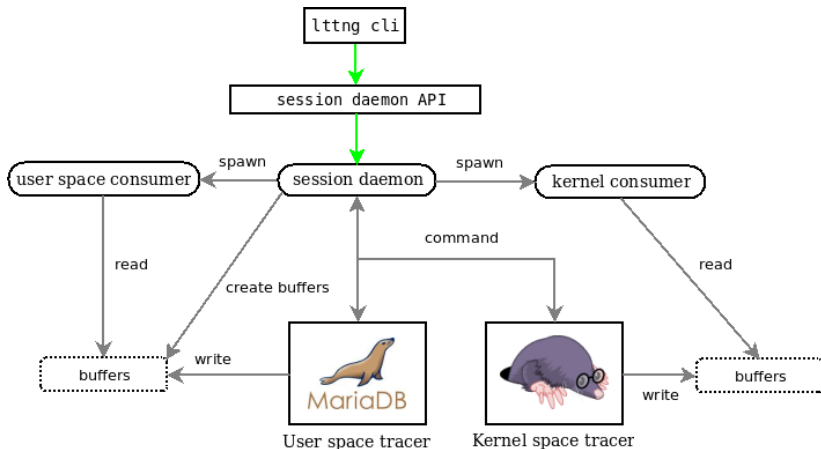 lttng cli
session daemon API
spawn
spawn
user space consumer
session daemon
kernel consumer
command
read
read
create buffers
write
buffers
buffers
MariaDB
write
User space tracer
Kernel space tracer